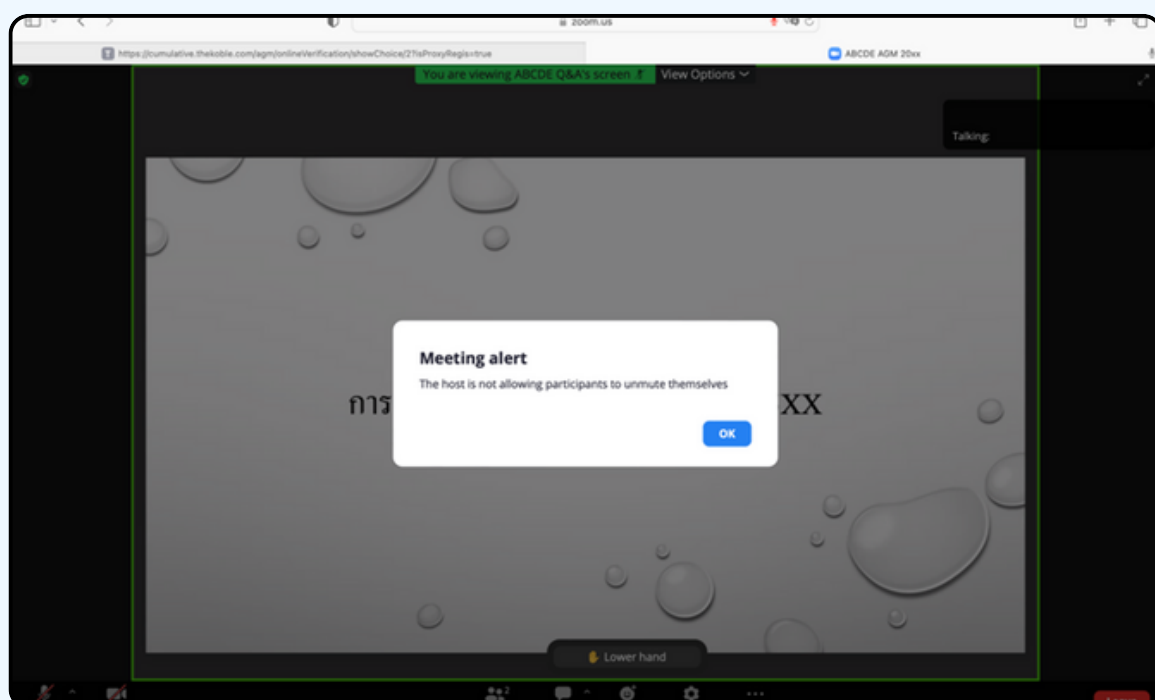 zoom.us
https://cumulative.thekoble.com/agm/onlineVerification/showChoice/2?isProxyRegis=true
ABCDE AGM 20xx
You are viewing ABCDE Q&A's screen
View Options
Talking:
Meeting alert
The host is not allowing participants to unmute themselves
การ
XX
OK
Lower hand
2